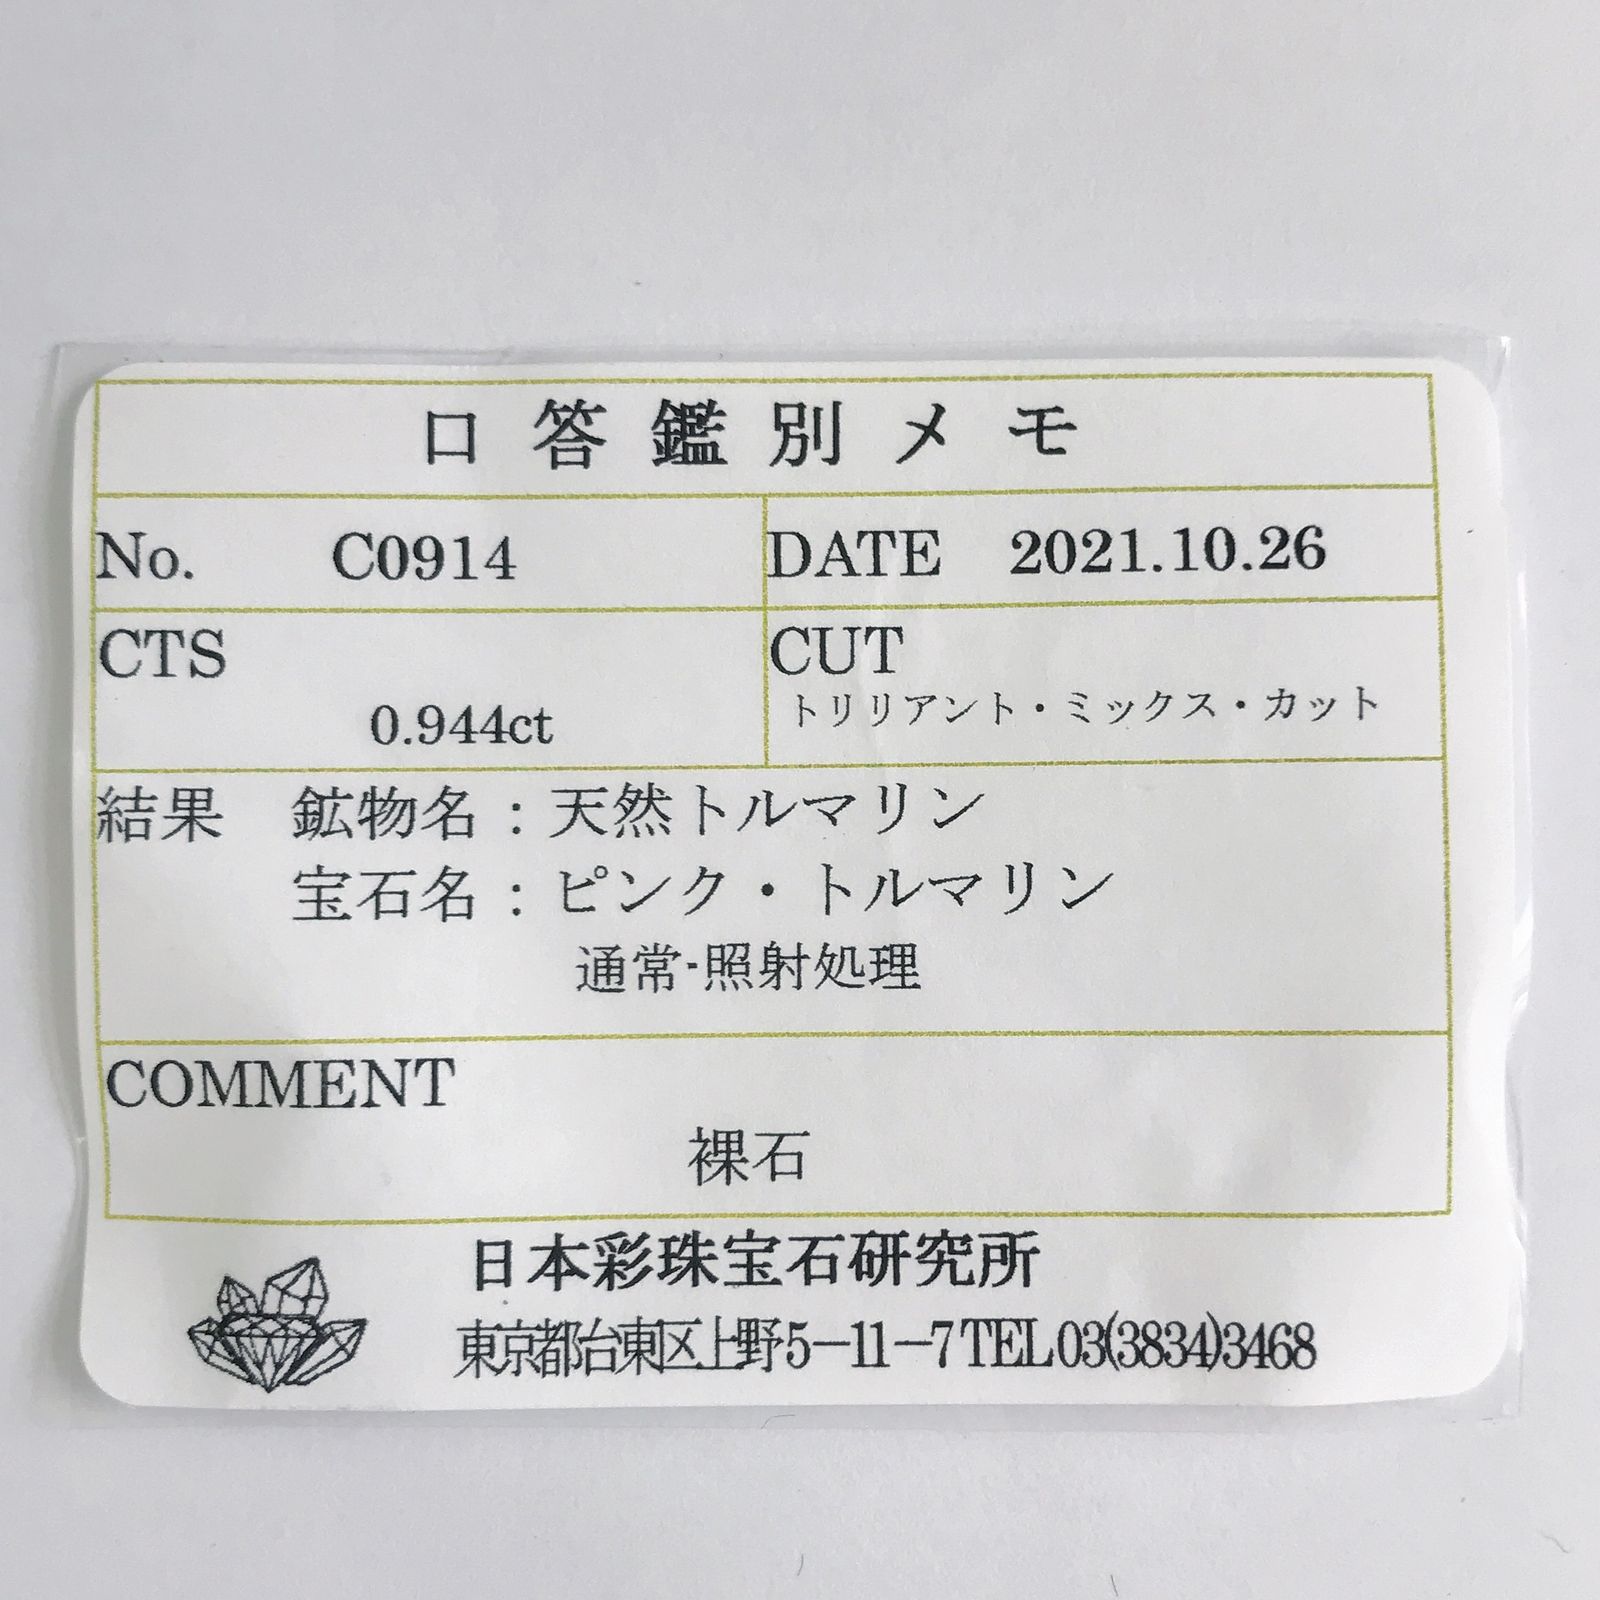 口答鑑別メモ
No. C0914 DATE 2021.10.26
CTS CUT
0.944ct トリリアント・ミックス・カット
結果 鉱物名：天然トルマリン
宝石名：ピンク・トルマリン
通常-照射処理
COMMENT
裸石
日本彩珠宝石研究所
東京都台東区上野5－11－7 TEL 03(3834)3468